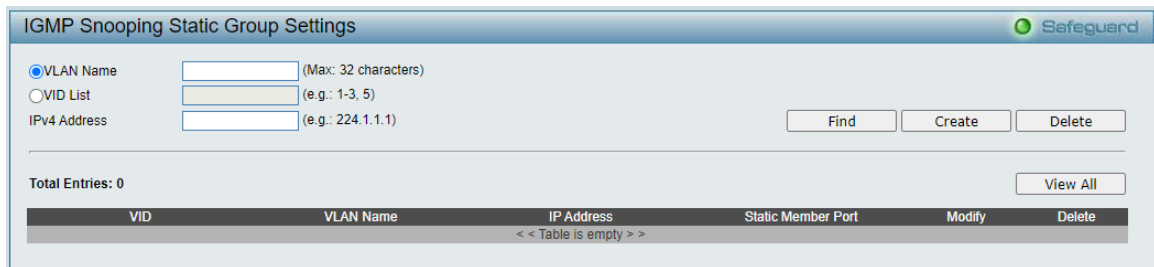 IGMP Snooping Static Group Settings Safeguard
VLAN Name (Max: 32 characters)
VID List (e.g.: 1-3, 5)
IPv4 Address (e.g.: 224.1.1.1) Find Create Delete
Total Entries: 0 View All
VID VLAN Name IP Address Static Member Port Modify Delete
< < Table is empty > >